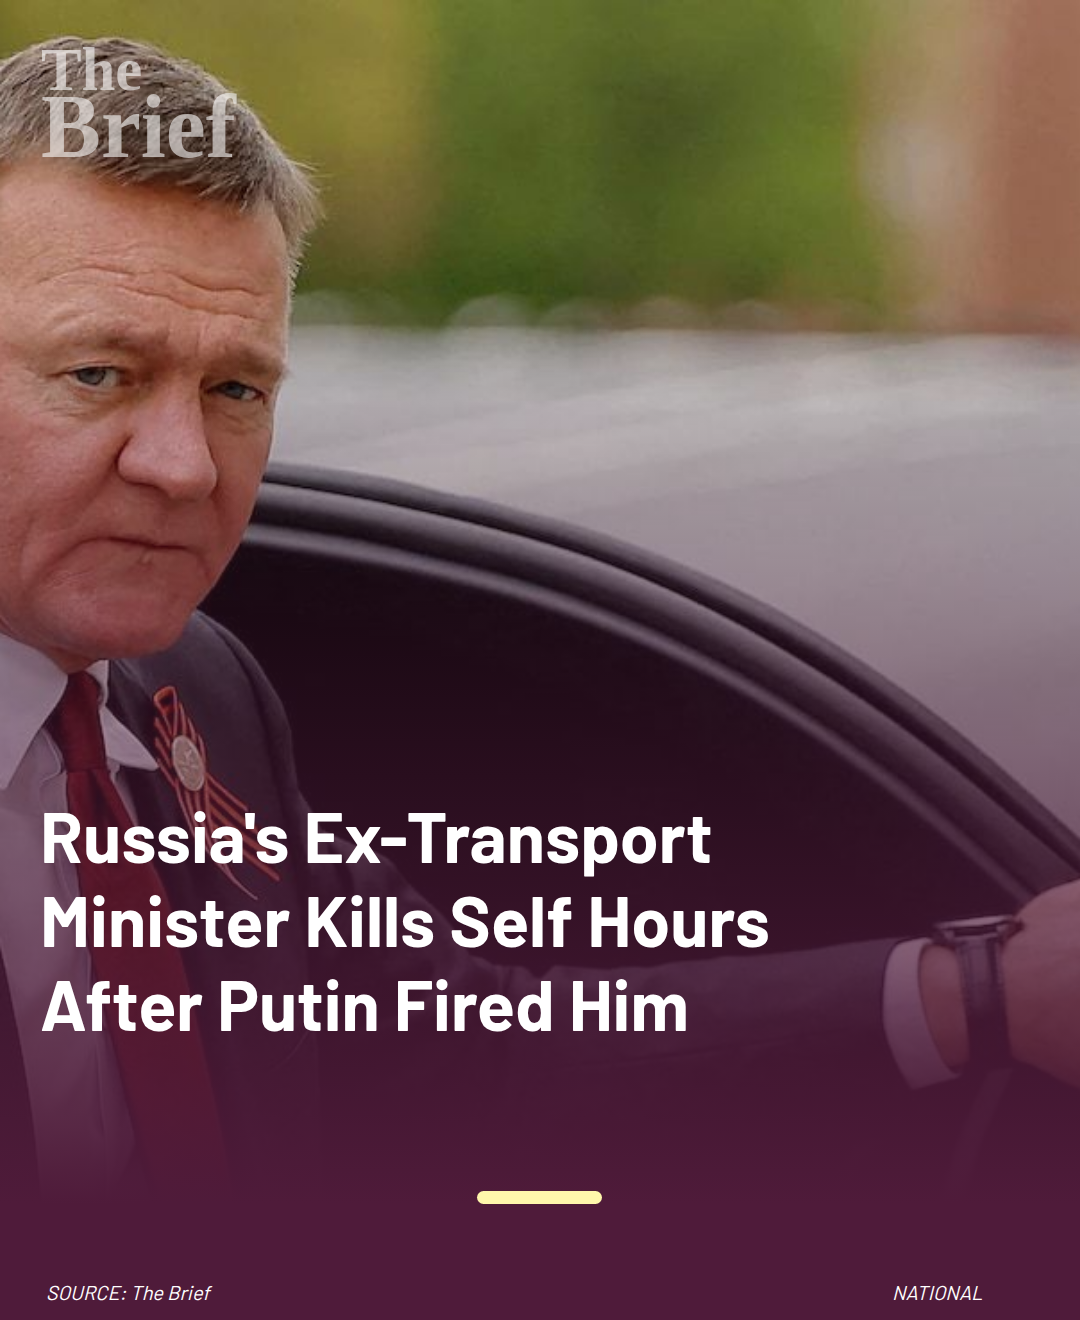 The
Brief
Russia's Ex-Transport
Minister Kills Self Hours
After Putin Fired Him
SOURCE: The Brief
NATIONAL